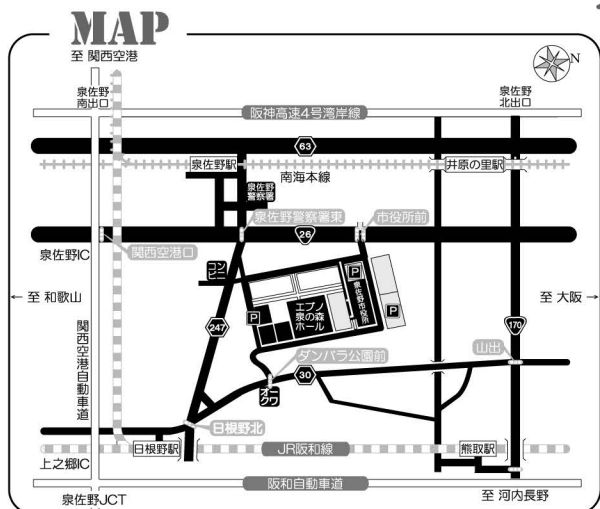 MAP
至 関西空港
N
泉佐野
南出口
泉佐野
北出口
阪神高速4号湾岸線
63
泉佐野駅
井原の里駅
南海本線
泉佐野
警察署
泉佐野警察署東
市役所前
26
泉佐野IC
関西空港口
コン
ビニ
P
泉佐野市役所
← 至 和歌山
至 大阪 →
エブノ
泉の森
ホール
P
P
247
170
関西空港自動車道
ダンバラ公園前
山出
30
オー
クワ
日根野北
日根野駅
JR阪和線
熊取駅
上之郷IC
阪和自動車道
泉佐野JCT
至 河内長野